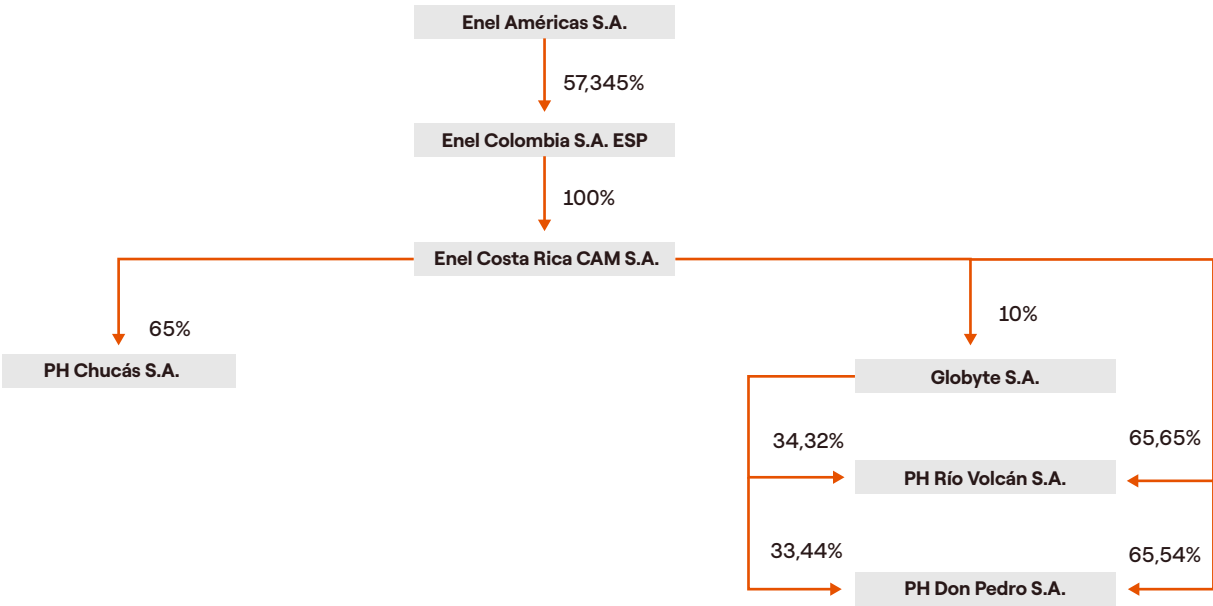 Enel Américas S.A.
57,345%
Enel Colombia S.A. ESP
100%
Enel Costa Rica CAM S.A.
65%
10%
PH Chucás S.A.
Globyte S.A.
34,32%
65,65%
PH Río Volcán S.A.
33,44%
65,54%
PH Don Pedro S.A.